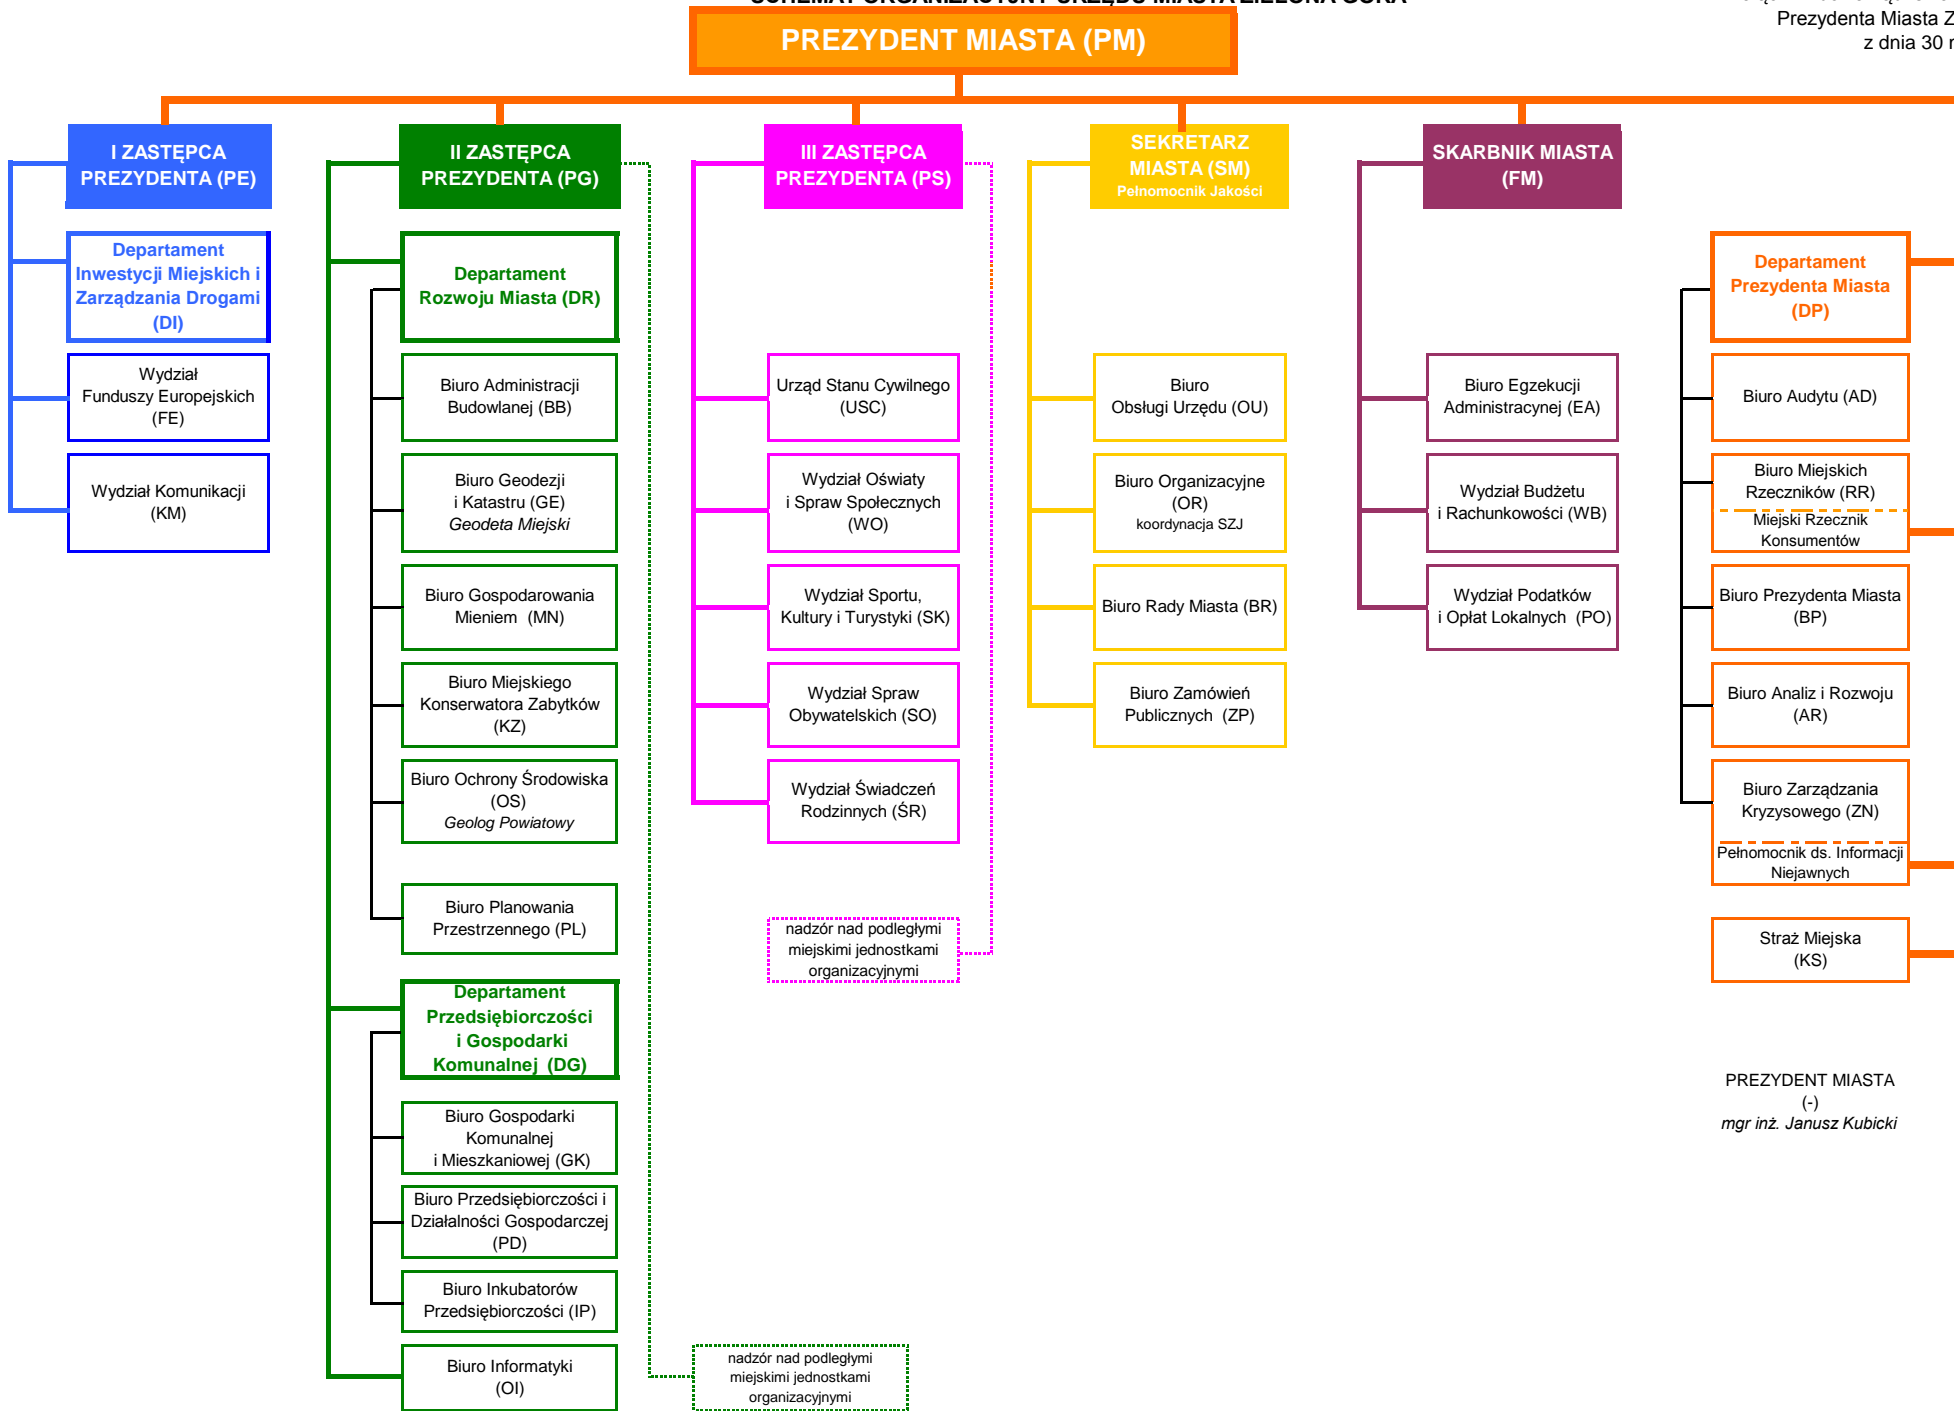 SCHEMAT ORGANIZACYJNY URZĘDU MIASTA ZIELONA GÓRA
Prezydenta Miasta Z
z dnia 30
PREZYDENT MIASTA (PM)
I ZASTĘPCA
PREZYDENTA (PE)
II ZASTĘPCA
PREZYDENTA (PG)
III ZASTĘPCA
PREZYDENTA (PS)
SEKRETARZ
MIASTA (SM)
Pełnomocnik Jakości
SKARBNIK MIASTA
(FM)
Departament
Inwestycji Miejskich i
Zarządzania Drogami
(DI)
Wydział
Funduszy Europejskich
(FE)
Wydział Komunikacji
(KM)
Departament
Rozwoju Miasta (DR)
Biuro Administracji
Budowlanej (BB)
Biuro Geodezji
i Katastru (GE)
Geodeta Miejski
Biuro Gospodarowania
Mieniem (MN)
Biuro Miejskiego
Konserwatora Zabytków
(KZ)
Biuro Ochrony Środowiska
(OS)
Geolog Powiatowy
Biuro Planowania
Przestrzennego (PL)
Departament
Przedsiębiorczości
i Gospodarki
Komunalnej (DG)
Biuro Gospodarki
Komunalnej
i Mieszkaniowej (GK)
Biuro Przedsiębiorczości i
Działalności Gospodarczej
(PD)
Biuro Inkubatorów
Przedsiębiorczości (IP)
Biuro Informatyki
(OI)
nadzór nad podległymi
miejskimi jednostkami
organizacyjnymi
Urząd Stanu Cywilnego
(USC)
Wydział Oświaty
i Spraw Społecznych
(WO)
Wydział Sportu,
Kultury i Turystyki (SK)
Wydział Spraw
Obywatelskich (SO)
Wydział Świadczeń
Rodzinnych (ŚR)
nadzór nad podległymi
miejskimi jednostkami
organizacyjnymi
Biuro
Obsługi Urzędu (OU)
Biuro Organizacyjne
(OR)
koordynacja SZJ
Biuro Rady Miasta (BR)
Biuro Zamówień
Publicznych (ZP)
Biuro Egzekucji
Administracynej (EA)
Wydział Budżetu
i Rachunkowości (WB)
Wydział Podatków
i Opłat Lokalnych (PO)
Departament
Prezydenta Miasta
(DP)
Biuro Audytu (AD)
Biuro Miejskich
Rzeczników (RR)
Miejski Rzecznik
Konsumentów
Biuro Prezydenta Miasta
(BP)
Biuro Analiz i Rozwoju
(AR)
Biuro Zarządzania
Kryzysowego (ZN)
Pełnomocnik ds. Informacji
Niejawnych
Straż Miejska
(KS)
PREZYDENT MIASTA
(-)
mgr inż. Janusz Kubicki